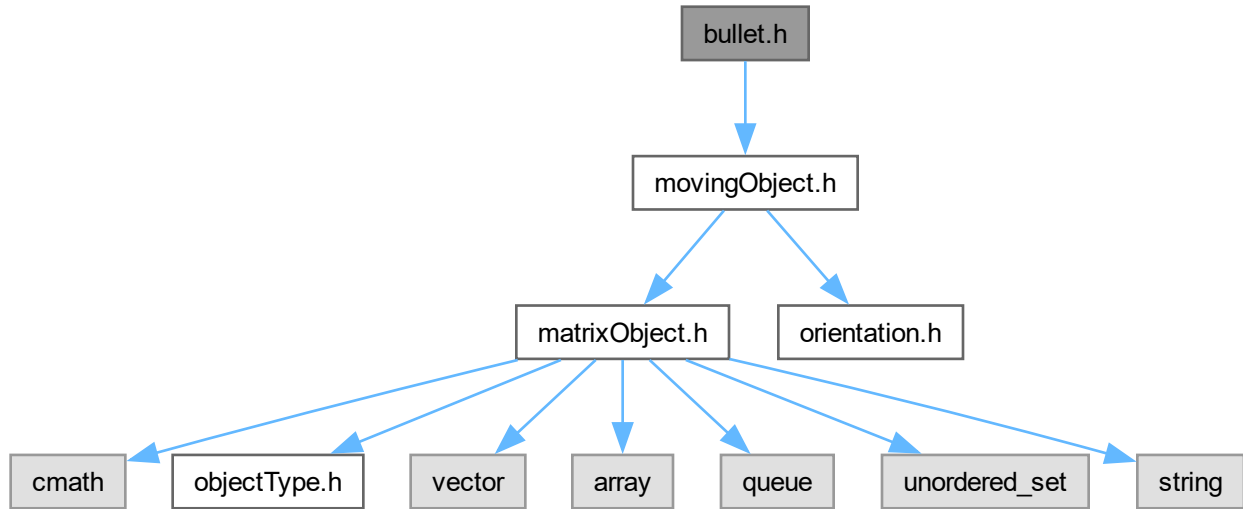 bullet.h
movingObject.h
matrixObject.h
orientation.h
cmath
objectType.h
vector
array
queue
unordered_set
string